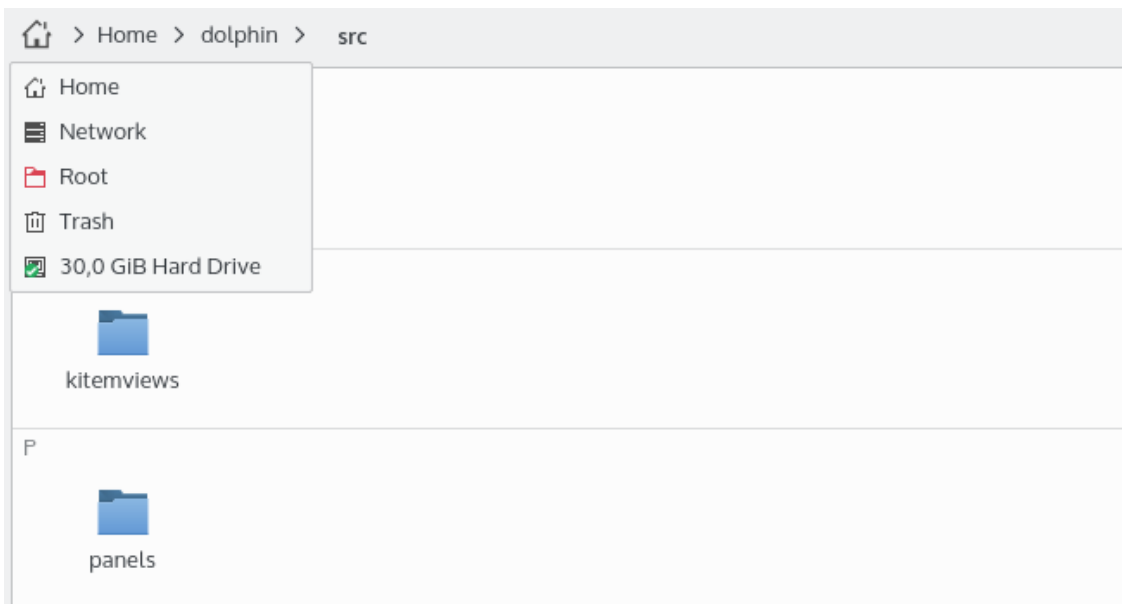 > Home > dolphin > src
Home
Network
Root
Trash
30,0 GiB Hard Drive
kitemviews
P
panels